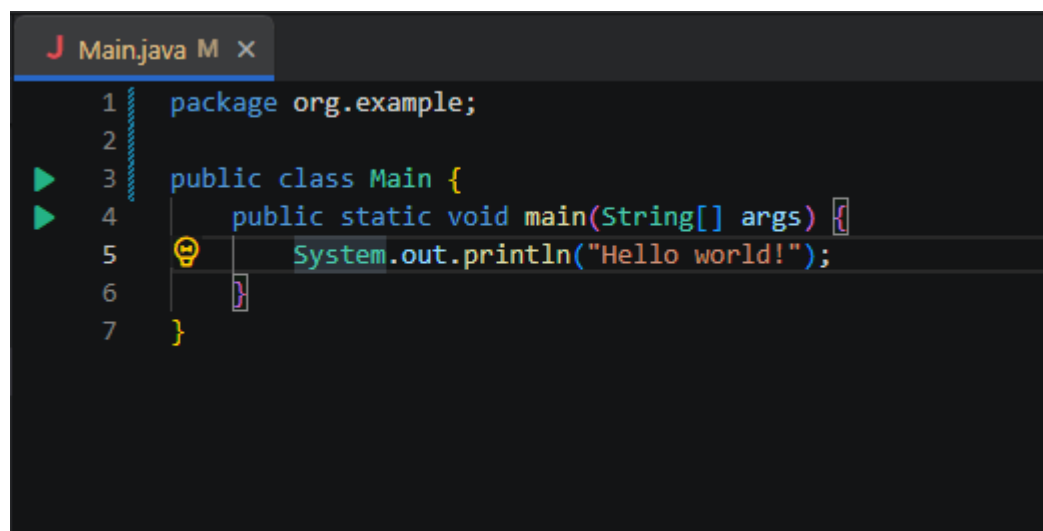 J Main.java M ×
1 package org.example;
2
3 public class Main {
4     public static void main(String[] args) {
5         System.out.println("Hello world!");
6     }
7 }